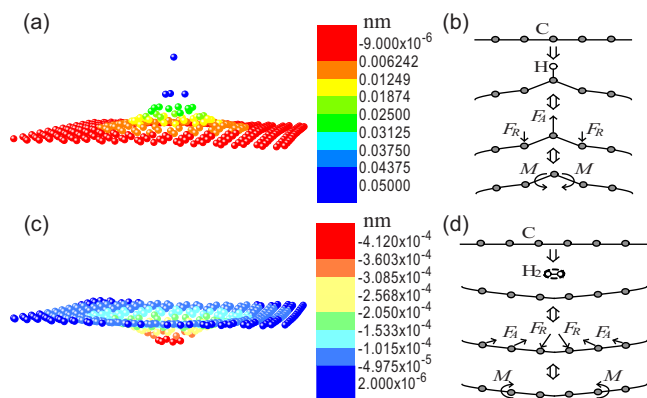 (a)
nm
-9.000x10⁻⁶
0.006242
0.01249
0.01874
0.02500
0.03125
0.03750
0.04375
0.05000
(b)
C
H
F_A
F_R F_R
M M
(c)
nm
-4.120x10⁻⁴
-3.603x10⁻⁴
-3.085x10⁻⁴
-2.568x10⁻⁴
-2.050x10⁻⁴
-1.533x10⁻⁴
-1.015x10⁻⁴
-4.975x10⁻⁵
2.000x10⁻⁶
(d)
C
H₂
F_A F_R F_R F_A
M M